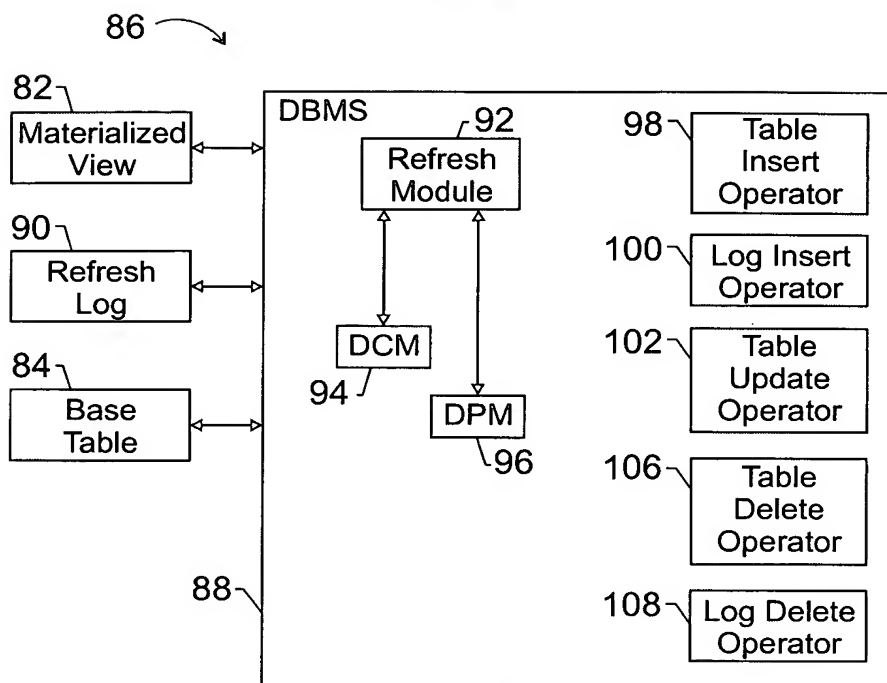 86
82
Materialized
View
90
Refresh
Log
84
Base
Table
88
DBMS
92
Refresh
Module
DCM
94
DPM
96
98
Table
Insert
Operator
100
Log Insert
Operator
102
Table
Update
Operator
106
Table
Delete
Operator
108
Log Delete
Operator